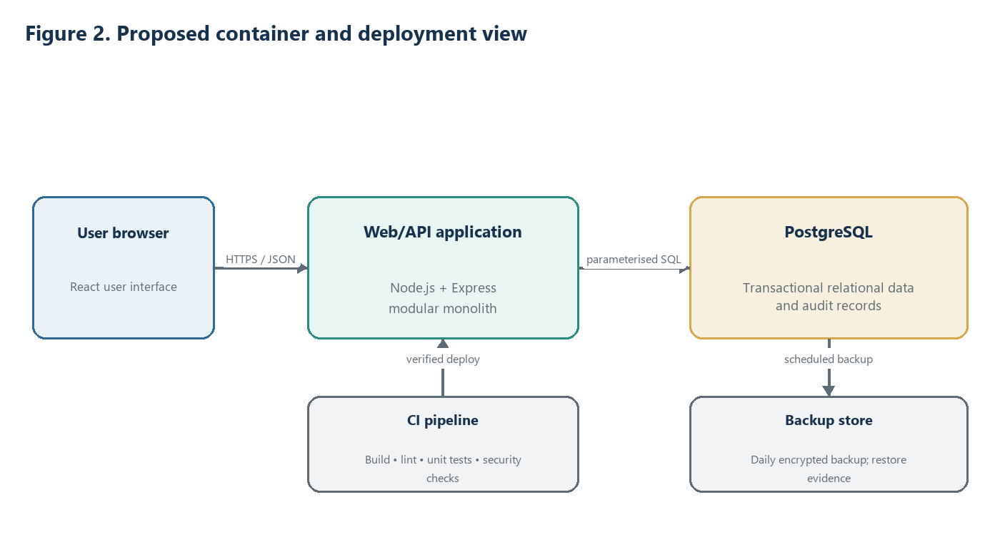 Figure 2. Proposed container and deployment view
User browser
React user interface
HTTPS / JSON
Web/API application
Node.js + Express
modular monolith
parameterised SQL
PostgreSQL
Transactional relational data
and audit records
verified deploy
scheduled backup
CI pipeline
Build • lint • unit tests • security
checks
Backup store
Daily encrypted backup; restore
evidence